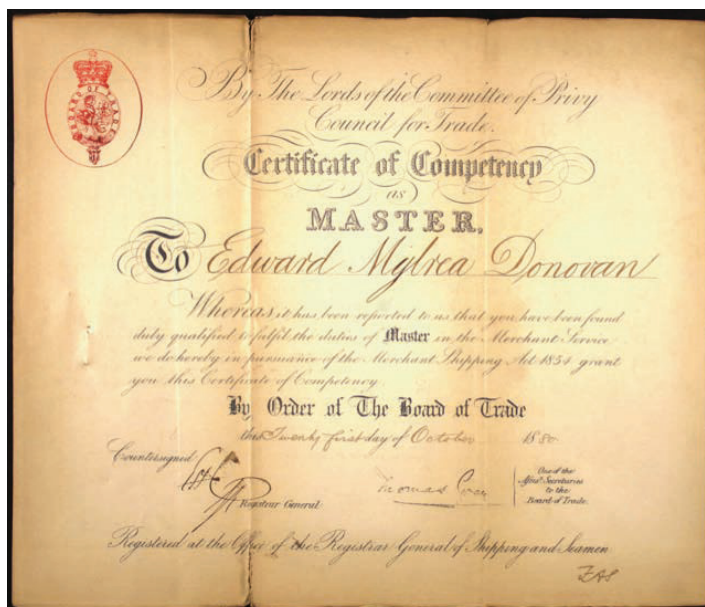 BOARD OF TRADE
By The Lords of the Committee of Privy
Council for Trade.
Certificate of Competency
as
MASTER.
To Edward Mylrea Donovan
Whereas it has been reported to us that you have been found
duly qualified to fulfil the duties of Master in the Merchant Service
we do hereby in pursuance of the Merchant Shipping Act 1854 grant
you this Certificate of Competency.
By Order of The Board of Trade
this Twenty first day of October 1880
Countersigned
Registrar General.
Thomas
One of the
Assist. Secretaries
to the
Board of Trade.
Registered at the Office of the Registrar General of Shipping and Seamen